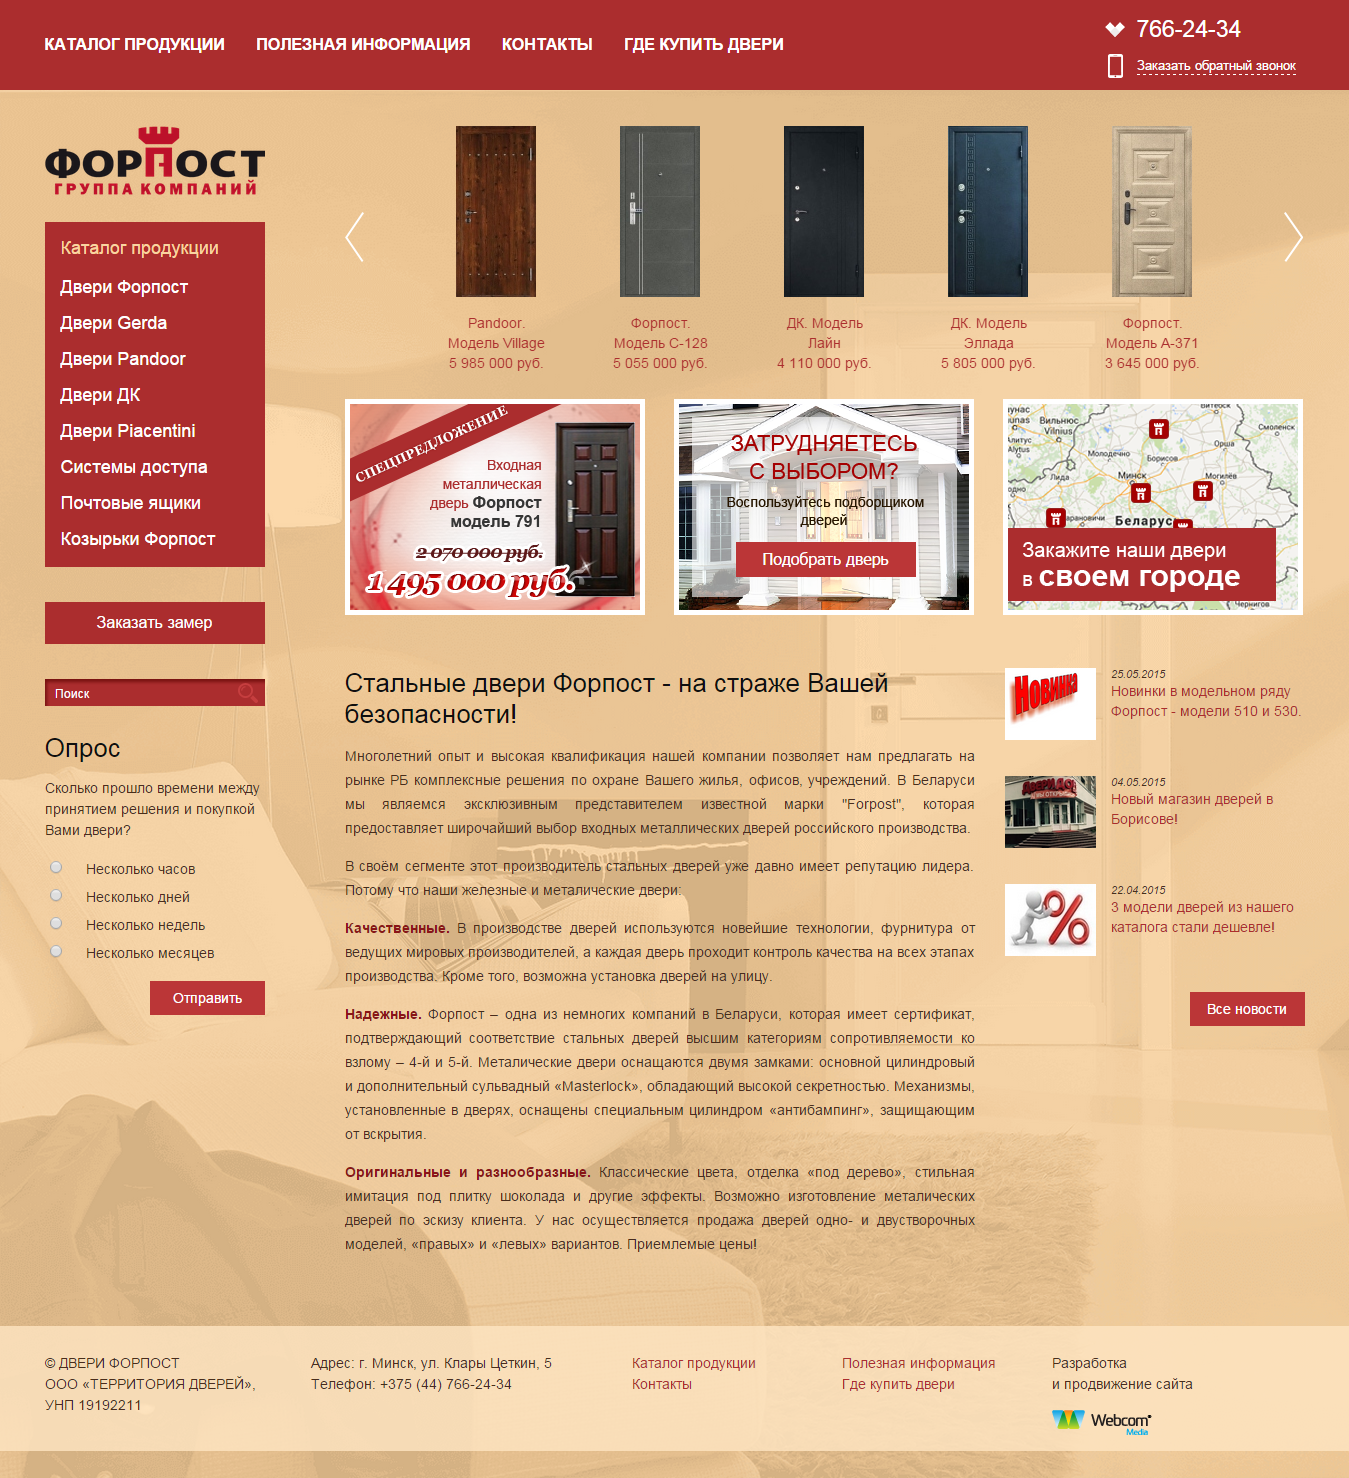 КАТАЛОГ ПРОДУКЦИИ ПОЛЕЗНАЯ ИНФОРМАЦИЯ КОНТАКТЫ ГДЕ КУПИТЬ ДВЕРИ
766-24-34
Заказать обратный звонок
ФОРПОСТ
ГРУППА КОМПАНИЙ
Каталог продукции
Двери Форпост
Двери Gerda
Двери Pandoor
Двери ДК
Двери Piacentini
Системы доступа
Почтовые ящики
Козырьки Форпост
Заказать замер
Поиск
Опрос
Сколько прошло времени между
принятием решения и покупкой
Вами двери?
Несколько часов
Несколько дней
Несколько недель
Несколько месяцев
Отправить
Pandoor.
Модель Village
5 985 000 руб.
Форпост.
Модель С-128
5 055 000 руб.
ДК. Модель
Лайн
4 110 000 руб.
ДК. Модель
Эллада
5 805 000 руб.
Форпост.
Модель А-371
3 645 000 руб.
СПЕЦПРЕДЛОЖЕНИЕ
Входная
металлическая
дверь Форпост
модель 791
2 070 000 руб.
1 495 000 руб.
ЗАТРУДНЯЕТЕСЬ
С ВЫБОРОМ?
Воспользуйтесь подборщиком
дверей
Подобрать дверь
Витебск
Вильнюс
Vilnius
Смоленск
Орша
Alytus
Молодечно
Борисов
Лида
Минск
Могилёв
Беларусь
Чернигов
Закажите наши двери
в своем городе
Стальные двери Форпост - на страже Вашей
безопасности!
Многолетний опыт и высокая квалификация нашей компании позволяет нам предлагать на
рынке РБ комплексные решения по охране Вашего жилья, офисов, учреждений. В Беларуси
мы являемся эксклюзивным представителем известной марки "Forpost", которая
предоставляет широчайший выбор входных металлических дверей российского производства.
В своём сегменте этот производитель стальных дверей уже давно имеет репутацию лидера.
Потому что наши железные и металические двери:
Качественные. В производстве дверей используются новейшие технологии, фурнитура от
ведущих мировых производителей, а каждая дверь проходит контроль качества на всех этапах
производства. Кроме того, возможна установка дверей на улицу.
Надежные. Форпост – одна из немногих компаний в Беларуси, которая имеет сертификат,
подтверждающий соответствие стальных дверей высшим категориям сопротивляемости ко
взлому – 4-й и 5-й. Металические двери оснащаются двумя замками: основной цилиндровый
и дополнительный сульвадный «Masterlock», обладающий высокой секретностью. Механизмы,
установленные в дверях, оснащены специальным цилиндром «антибампинг», защищающим
от вскрытия.
Оригинальные и разнообразные. Классические цвета, отделка «под дерево», стильная
имитация под плитку шоколада и другие эффекты. Возможно изготовление металических
дверей по эскизу клиента. У нас осуществляется продажа дверей одно- и двустворочных
моделей, «правых» и «левых» вариантов. Приемлемые цены!
Новинка
25.05.2015
Новинки в модельном ряду
Форпост - модели 510 и 530.
04.05.2015
Новый магазин дверей в
Борисове!
22.04.2015
3 модели дверей из нашего
каталога стали дешевле!
Все новости
© ДВЕРИ ФОРПОСТ
ООО «ТЕРРИТОРИЯ ДВЕРЕЙ»,
УНП 19192211
Адрес: г. Минск, ул. Клары Цеткин, 5
Телефон: +375 (44) 766-24-34
Каталог продукции
Контакты
Полезная информация
Где купить двери
Разработка
и продвижение сайта
Webcom
Media